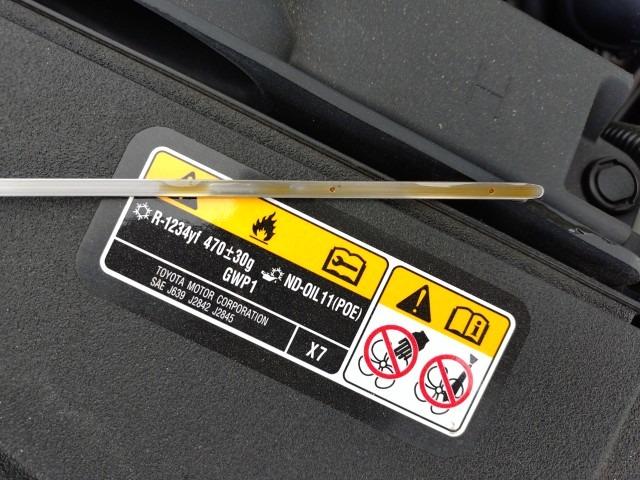 R-1234yf 470±30g
GWP1
ND-OIL11(POE)
TOYOTA MOTOR CORPORATION
SAE J639 J2842 J2845
X7